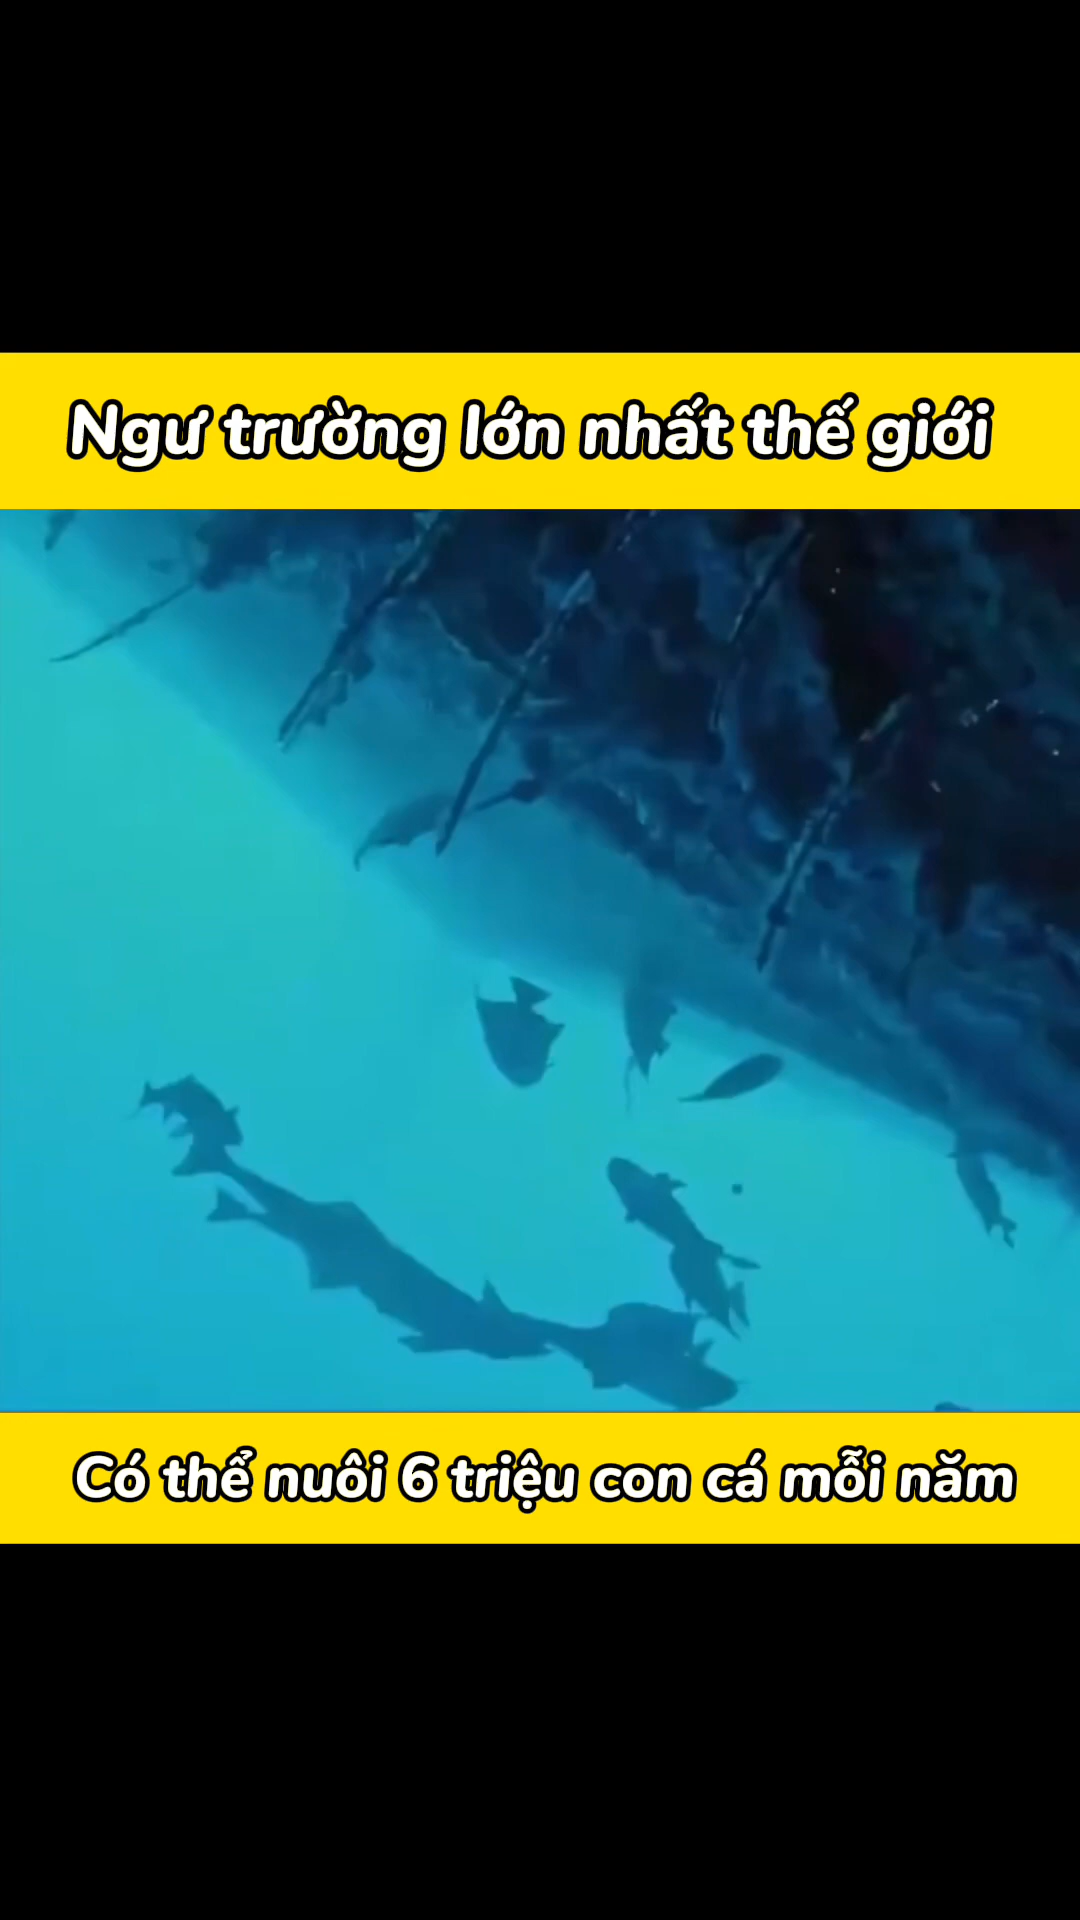 Ngư trường lớn nhất thế giới
Có thể nuôi 6 triệu con cá mỗi năm